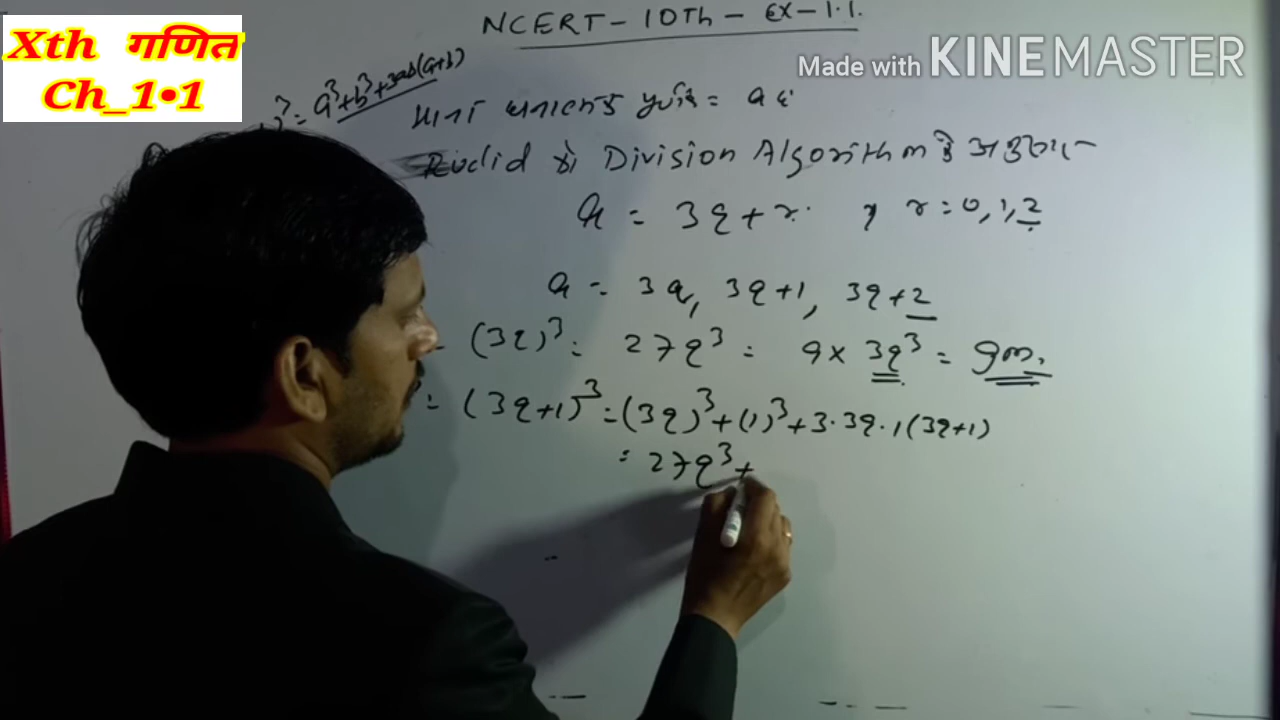 NCERT - 10Th - Ex - 1.1.
Xth गणित
Ch_1•1
Made with KINEMASTER
)³ = a³+b³+3ab(a+b)
माना धनात्मक पूर्णांक = a है
Euclid के Division Algorithm के अनुसार -
a = 3q + r. , r = 0, 1, 2
a = 3q, 3q+1, 3q+2
= (3q)³ = 27q³ = 9 x 3q³ = 9m.
= (3q+1)³ = (3q)³ + (1)³ + 3.3q.1(3q+1)
= 27q³ +